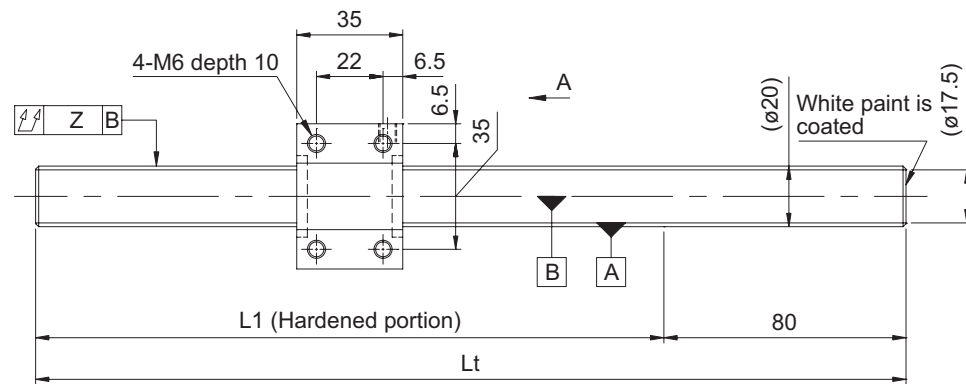 35
4-M6 depth 10
22
6.5
6.5
A
35
(ø20)
White paint is
coated
(ø17.5)
Z
B
B
A
L1 (Hardened portion)
80
Lt